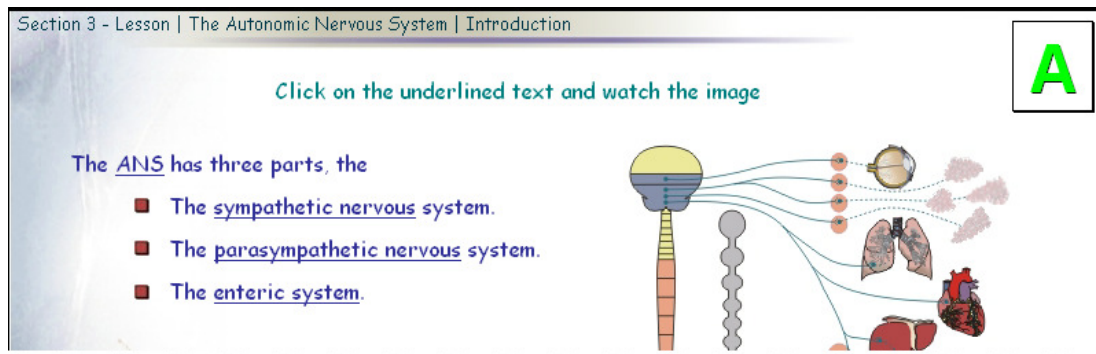 Section 3 - Lesson | The Autonomic Nervous System | Introduction
A
Click on the underlined text and watch the image
The ANS has three parts, the
The sympathetic nervous system.
The parasympathetic nervous system.
The enteric system.